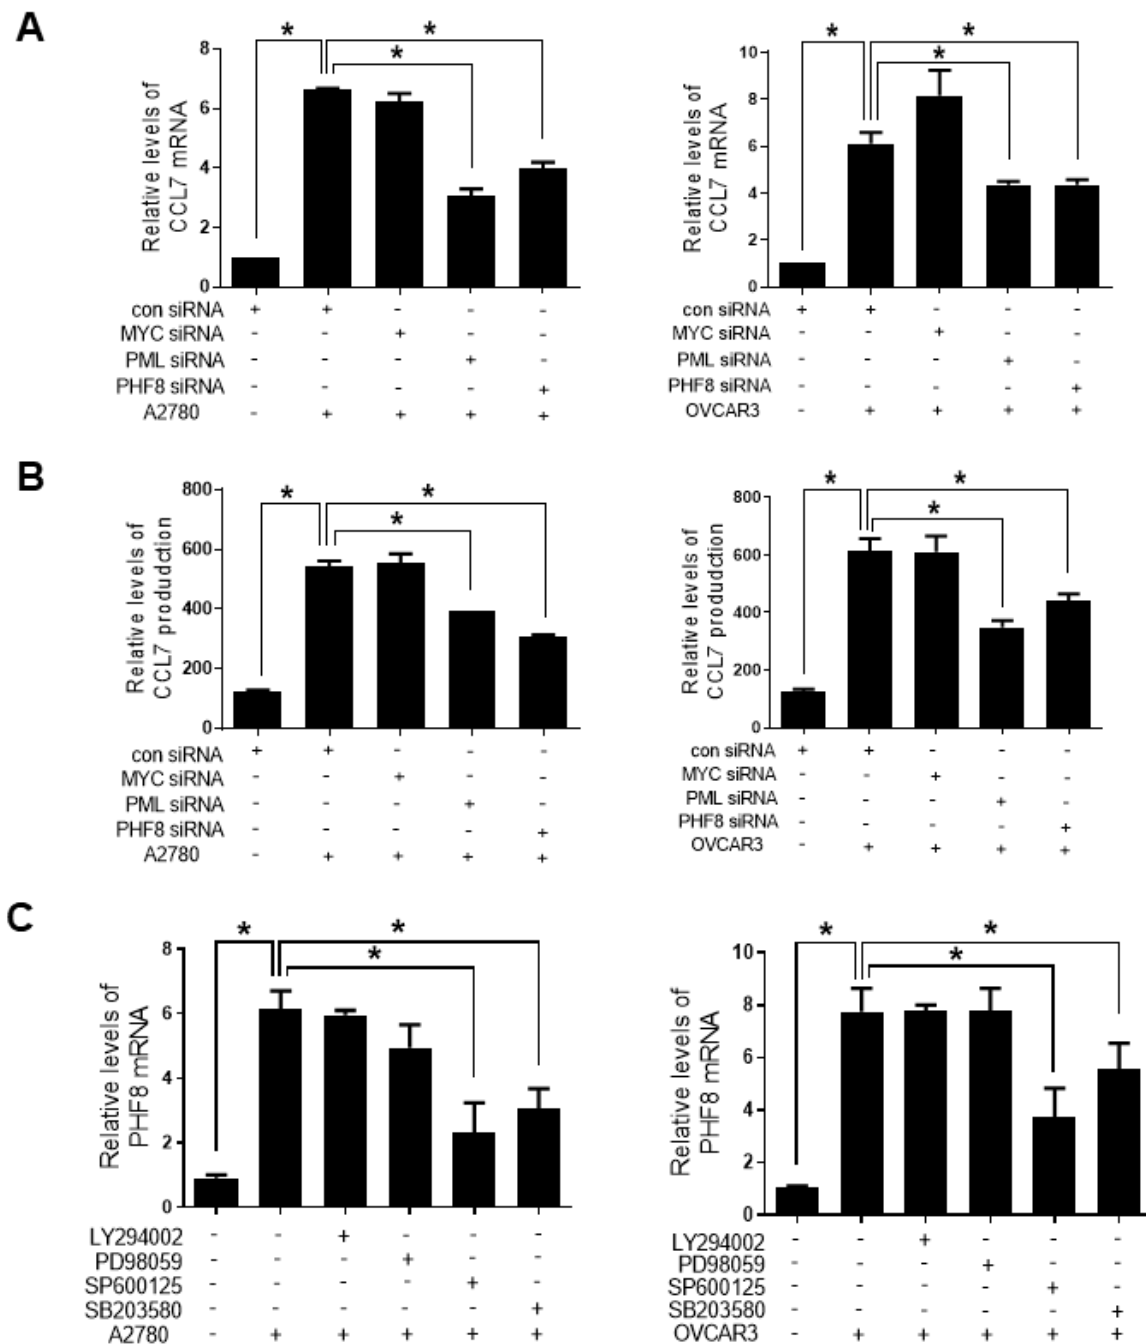 A
* * *
Relative levels of
CCL7 mRNA
8
6
4
2
0
con siRNA + + - - -
MYC siRNA - - + - -
PML siRNA - - - + -
PHF8 siRNA - - - - +
A2780 - + + + +
* * *
Relative levels of
CCL7 mRNA
10
8
6
4
2
0
con siRNA + + - - -
MYC siRNA - - + - -
PML siRNA - - - + -
PHF8 siRNA - - - - +
OVCAR3 - + + + +
B
* * *
Relative levels of
CCL7 produdction
800
600
400
200
0
con siRNA + + - - -
MYC siRNA - - + - -
PML siRNA - - - + -
PHF8 siRNA - - - - +
A2780 - + + + +
* * *
Relative levels of
CCL7 produdction
800
600
400
200
0
con siRNA + + - - -
MYC siRNA - - + - -
PML siRNA - - - + -
PHF8 siRNA - - - - +
OVCAR3 - + + + +
C
* * *
Relative levels of
PHF8 mRNA
8
6
4
2
0
LY294002 - - + - - -
PD98059 - - - + - -
SP600125 - - - - + -
SB203580 - - - - - +
A2780 - + + + + +
* * *
Relative levels of
PHF8 mRNA
10
8
6
4
2
0
LY294002 - - + - - -
PD98059 - - - + - -
SP600125 - - - - + -
SB203580 - - - - - +
OVCAR3 - + + + + +